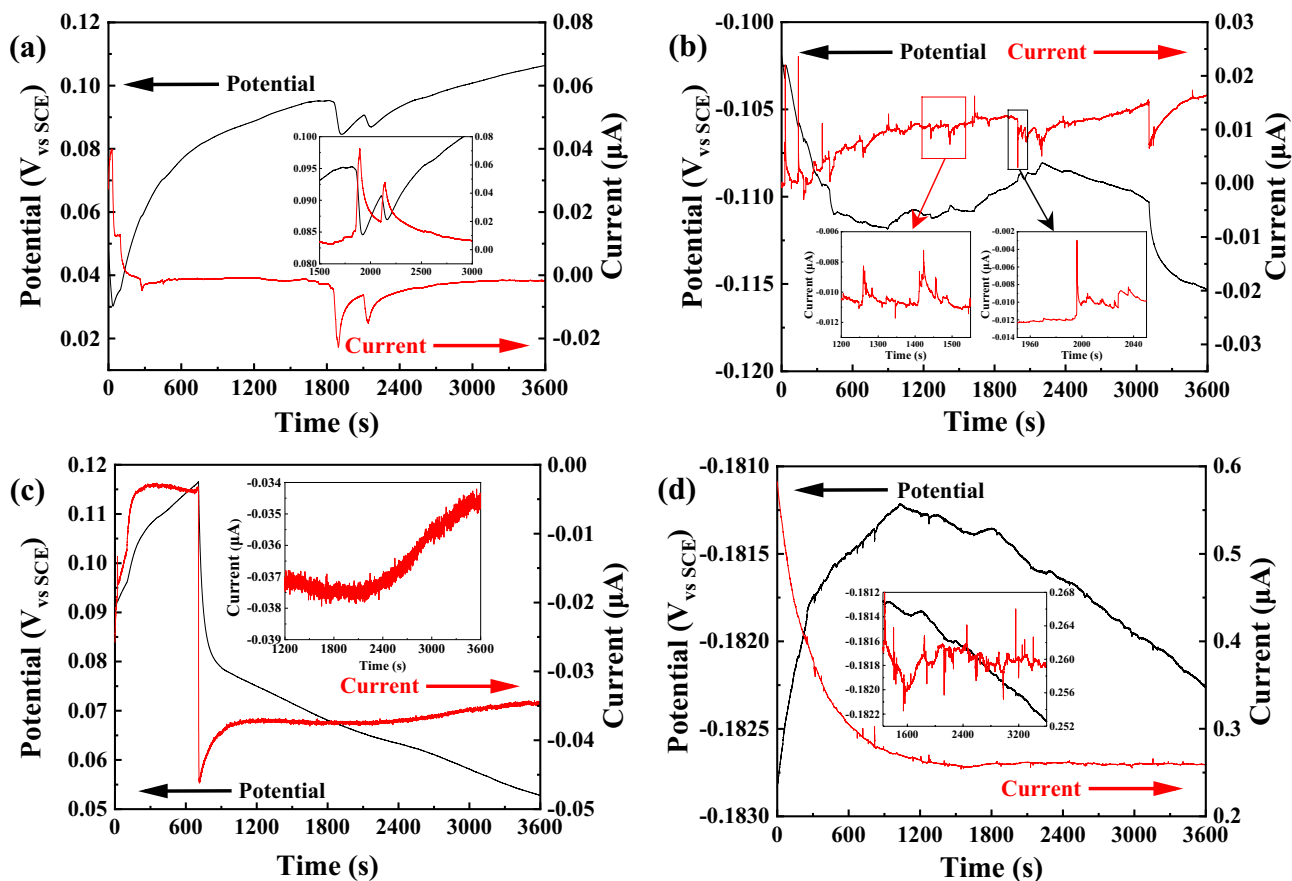 (a)
Potential (V vs SCE)
0.12
0.10
0.08
0.06
0.04
0.02
Potential
0.08
0.06
0.04
0.02
0.00
-0.02
Current (µA)
0.100
0.095
0.090
0.085
0.080
0.08
0.06
0.04
0.02
0.00
1500 2000 2500 3000
Current
0 600 1200 1800 2400 3000 3600
Time (s)
(b)
Potential (V vs SCE)
-0.100
-0.105
-0.110
-0.115
-0.120
Potential Current
0.03
0.02
0.01
0.00
-0.01
-0.02
-0.03
Current (µA)
Current (µA)
-0.006
-0.008
-0.010
-0.012
1200 1300 1400 1500
Time (s)
Current (µA)
-0.002
-0.004
-0.006
-0.008
-0.010
-0.012
-0.014
1960 2000 2040
Time (s)
0 600 1200 1800 2400 3000 3600
Time (s)
(c)
Potential (V vs SCE)
0.12
0.11
0.10
0.09
0.08
0.07
0.06
0.05
0.00
-0.01
-0.02
-0.03
-0.04
-0.05
Current (µA)
Current (µA)
-0.034
-0.036
-0.037
-0.038
-0.039
1200 1800 2400 3000 3600
Time (s)
Current
Potential
0 600 1200 1800 2400 3000 3600
Time (s)
(d)
Potential (V vs SCE)
-0.1810
-0.1815
-0.1820
-0.1825
-0.1830
Potential
0.6
0.5
0.4
0.3
0.2
Current (µA)
-0.1812
-0.1814
-0.1816
-0.1818
-0.1820
-0.1822
0.268
0.264
0.260
0.256
0.252
1600 2400 3200
Current
0 600 1200 1800 2400 3000 3600
Time (s)